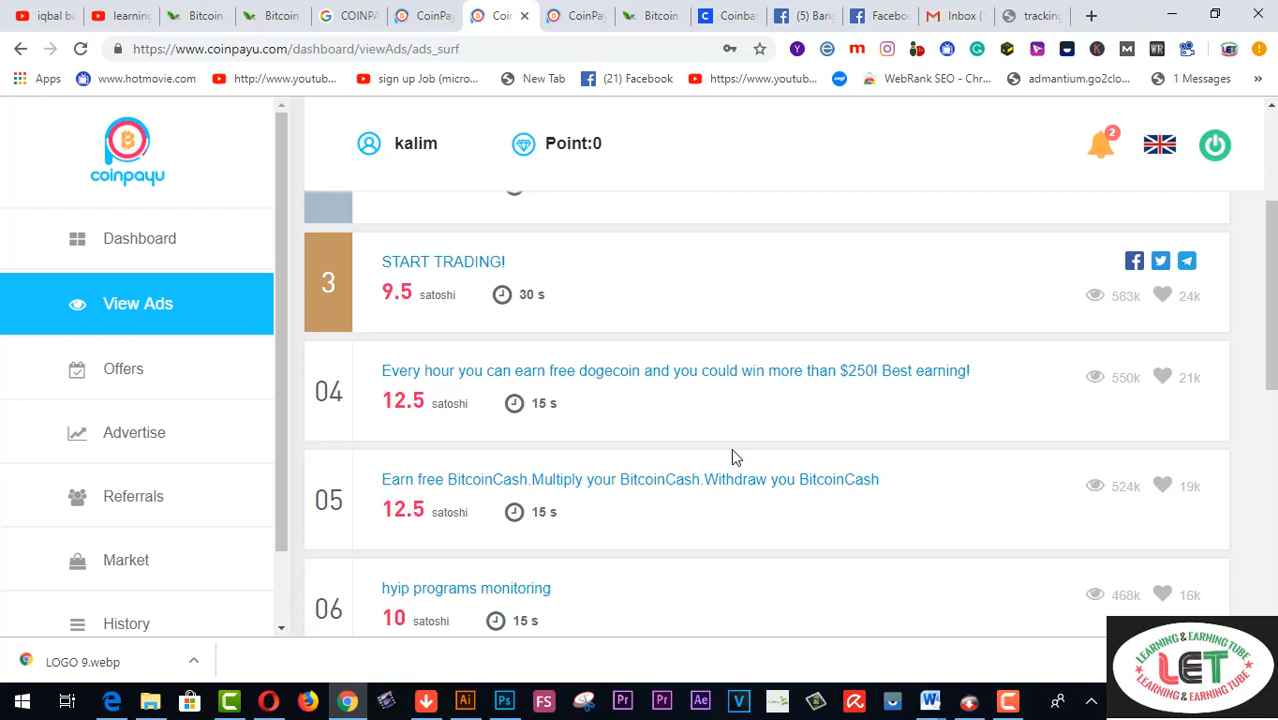 iqbal ba
learning
Bitcoin
Bitcoin
COINPA
CoinPay
Coin
CoinPay
Bitcoin
Coinbas
(5) Bang
Facebo
Inbox (1
tracking
https://www.coinpayu.com/dashboard/viewAds/ads_surf
Apps
www.hotmovie.com
http://www.youtub...
sign up Job (micro...
New Tab
(21) Facebook
https://www.youtub...
WebRank SEO - Chr...
admantium.go2clo...
1 Messages
coinpayu
kalim
Point:0
2
Dashboard
View Ads
Offers
Advertise
Referrals
Market
History
3
START TRADING!
9.5 satoshi
30 s
583k
24k
04
Every hour you can earn free dogecoin and you could win more than $250! Best earning!
12.5 satoshi
15 s
550k
21k
05
Earn free BitcoinCash.Multiply your BitcoinCash.Withdraw you BitcoinCash
12.5 satoshi
15 s
524k
19k
06
hyip programs monitoring
10 satoshi
15 s
468k
16k
LOGO 9.webp
LEARNING & EARNING TUBE
LET
LEARNING & EARNING TUBE